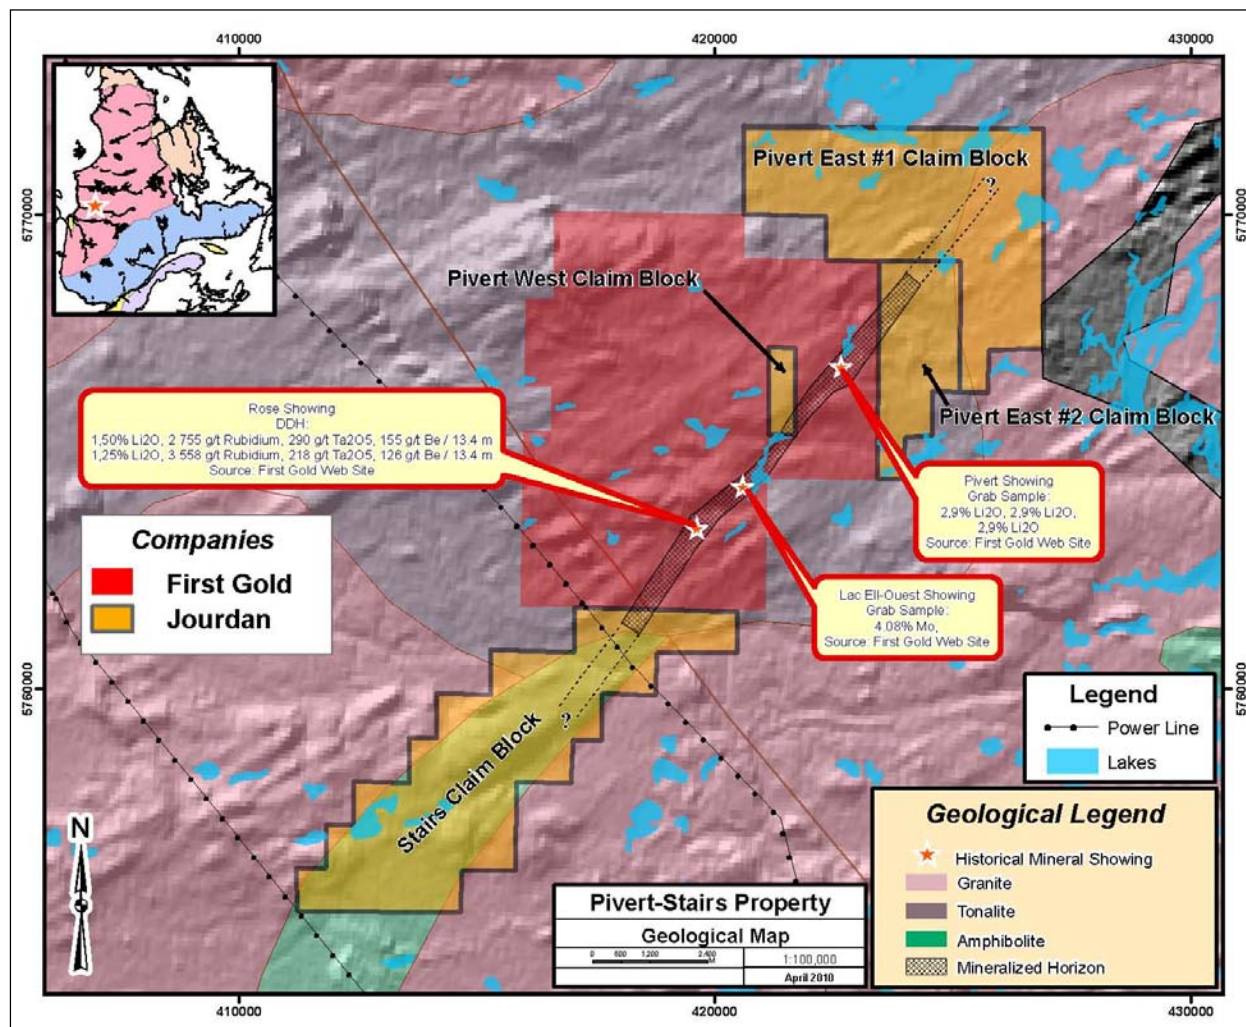 410000
420000
430000
5770000
5770000
Pivert East #1 Claim Block
?
Pivert West Claim Block
Pivert East #2 Claim Block
Rose Showing
DDH:
1,50% Li2O, 2 755 g/t Rubidium, 290 g/t Ta2O5, 155 g/t Be / 13.4 m
1,25% Li2O, 3 558 g/t Rubidium, 218 g/t Ta2O5, 126 g/t Be / 13.4 m
Source: First Gold Web Site
Pivert Showing
Grab Sample:
2,9% Li2O, 2,9% Li2O,
2,9% Li2O
Source: First Gold Web Site
Lac Ell-Ouest Showing
Grab Sample:
4.08% Mo,
Source: First Gold Web Site
Companies
First Gold
Jourdan
5760000
5760000
?
Stairs Claim Block
Legend
Power Line
Lakes
Geological Legend
Historical Mineral Showing
Granite
Tonalite
Amphibolite
Mineralized Horizon
N
Pivert-Stairs Property
Geological Map
0 600 1,200 2,400
M
1:100,000
April 2010
410000
420000
430000